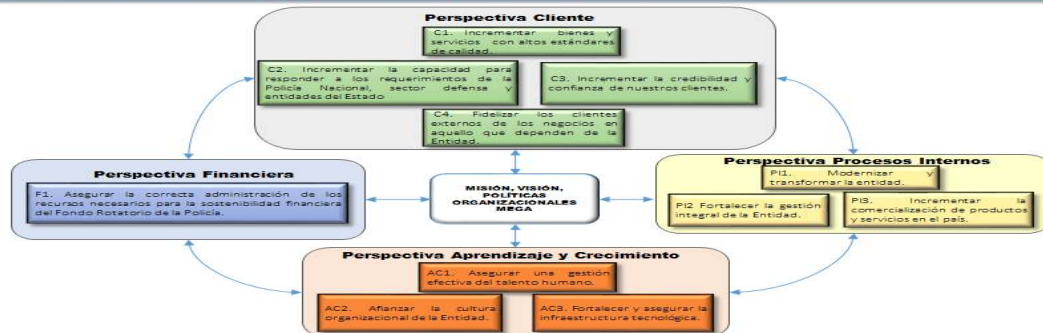 Perspectiva Cliente
C1. Incrementar bienes y
servicios con altos estándares
de calidad.
C2. Incrementar la capacidad para
responder a los requerimientos de la
Policía Nacional, sector defensa y
entidades del Estado
C3. Incrementar la credibilidad y
confianza de nuestros clientes.
C4. Fidelizar los clientes
externos de los negocios en
aquello que dependen de la
Entidad.
Perspectiva Financiera
F1. Asegurar la correcta administración de los
recursos necesarios para la sostenibilidad financiera
del Fondo Rotatorio de la Policía.
MISIÓN, VISIÓN,
POLÍTICAS
ORGANIZACIONALES
MEGA
Perspectiva Procesos Internos
PI1. Modernizar y
transformar la entidad.
PI2 Fortalecer la gestión
integral de la Entidad.
PI3. Incrementar la
comercialización de productos
y servicios en el país.
Perspectiva Aprendizaje y Crecimiento
AC1. Asegurar una gestión
efectiva del talento humano.
AC2. Afianzar la cultura
organizacional de la Entidad.
AC3. Fortalecer y asegurar la
infraestructura tecnológica.